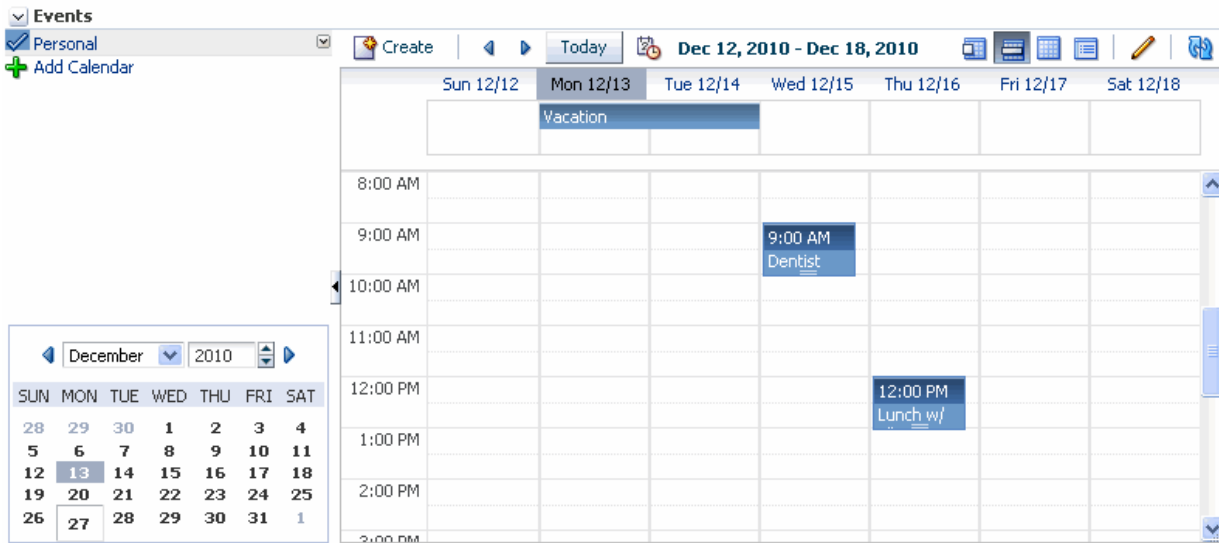 Events
Personal
Add Calendar
Create
Today
Dec 12, 2010 - Dec 18, 2010
Sun 12/12 Mon 12/13 Tue 12/14 Wed 12/15 Thu 12/16 Fri 12/17 Sat 12/18
Vacation
8:00 AM
9:00 AM
9:00 AM
Dentist
10:00 AM
11:00 AM
12:00 PM
12:00 PM
Lunch w/
1:00 PM
2:00 PM
3:00 PM
December 2010
SUN MON TUE WED THU FRI SAT
28 29 30 1 2 3 4
5 6 7 8 9 10 11
12 13 14 15 16 17 18
19 20 21 22 23 24 25
26 27 28 29 30 31 1